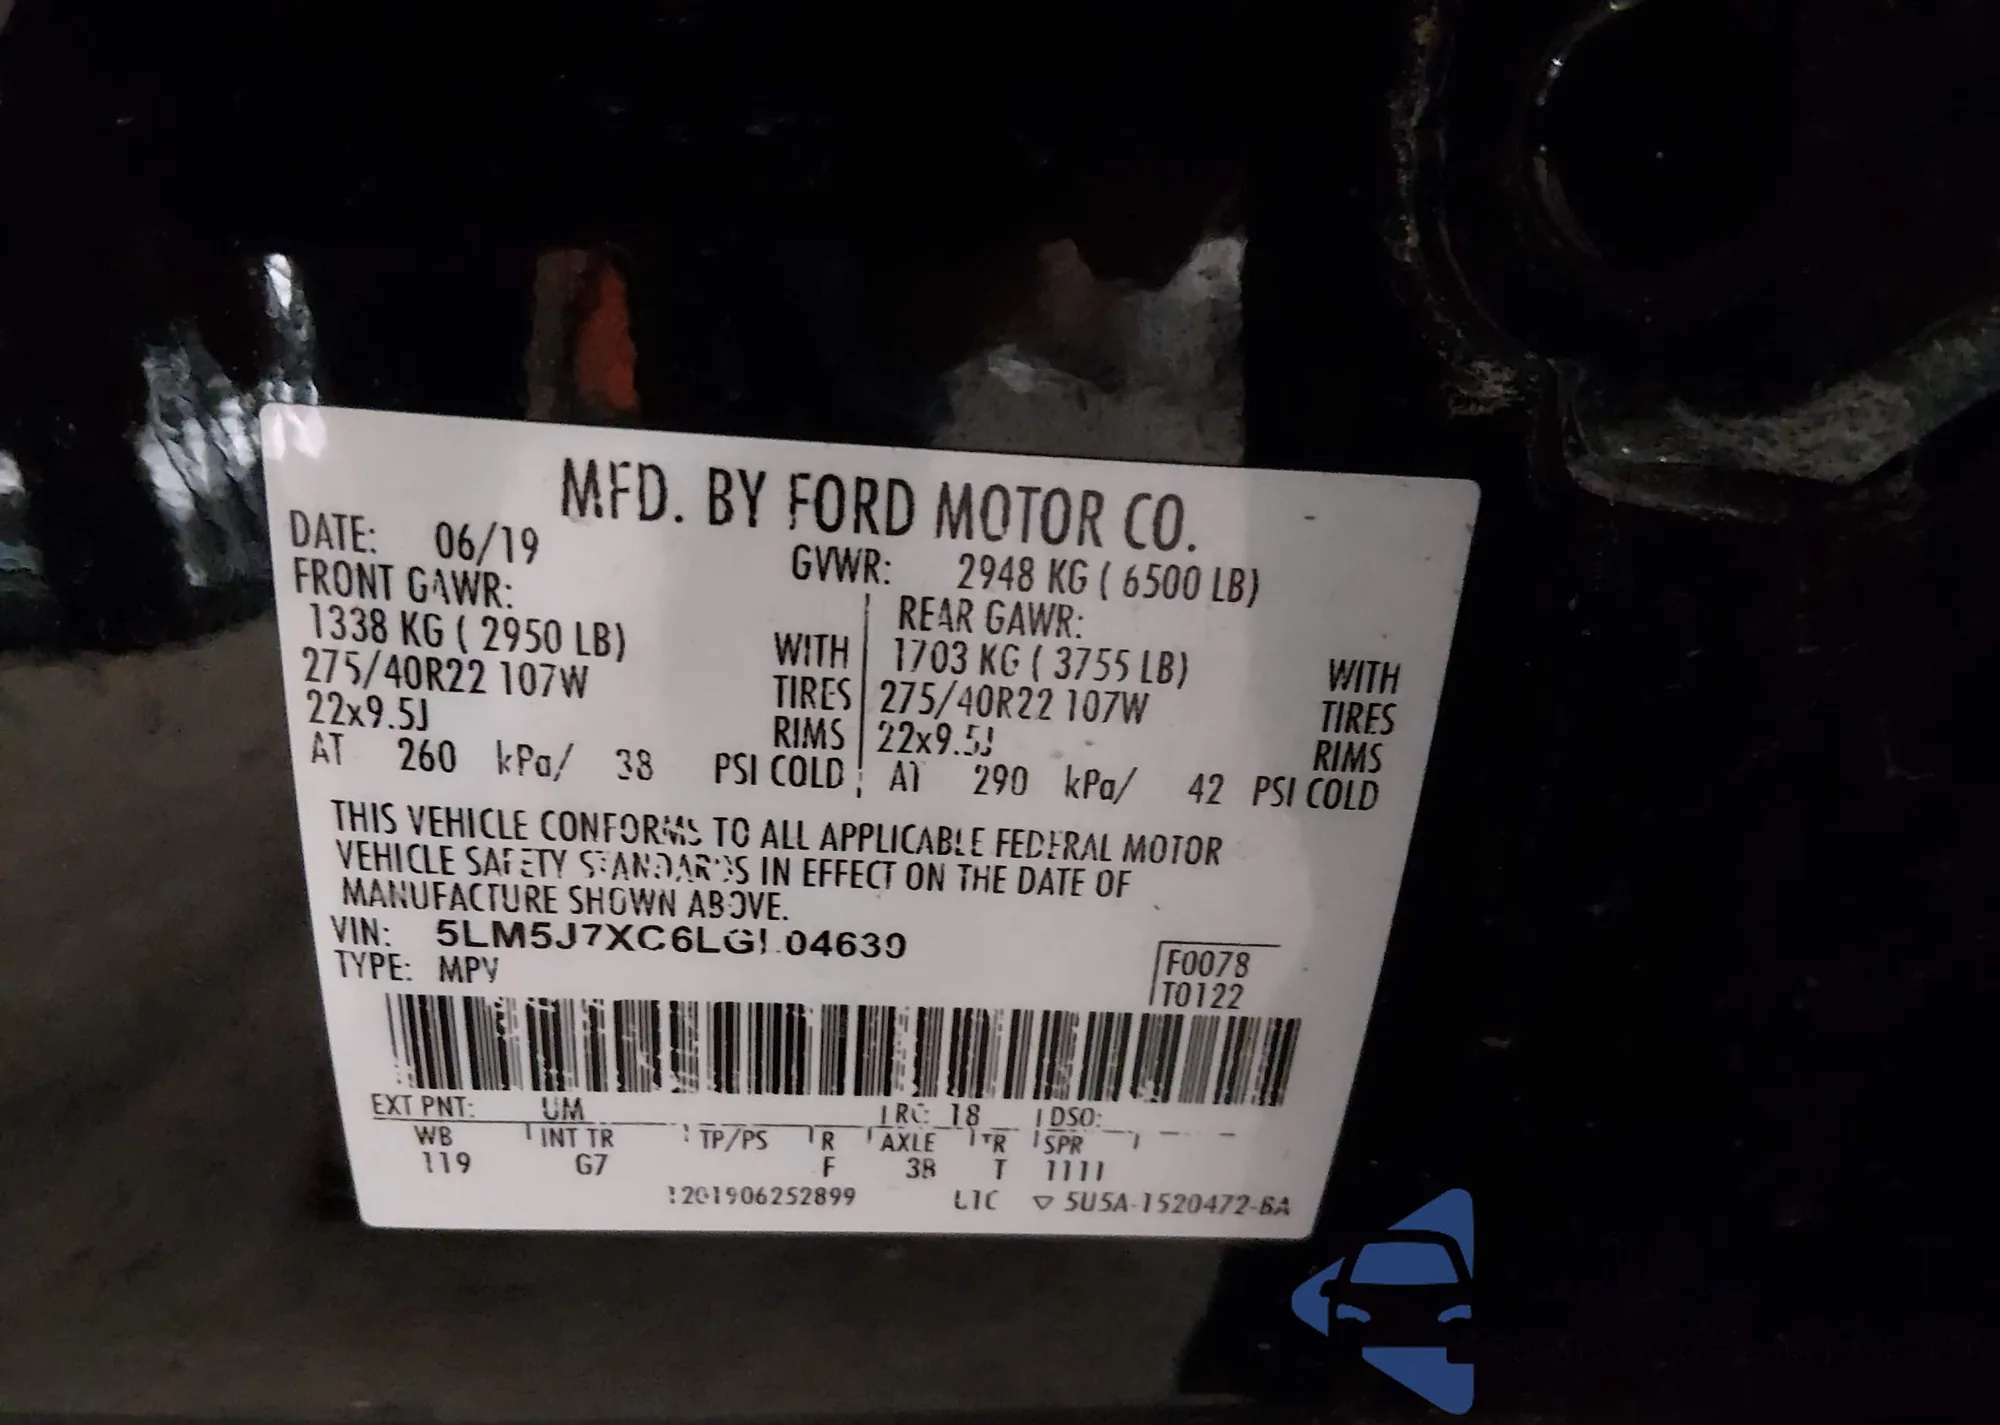 MFD. BY FORD MOTOR CO.
DATE: 06/19
GVWR: 2948 KG ( 6500 LB)
FRONT GAWR:
1338 KG ( 2950 LB) WITH
275/40R22 107W TIRES
22x9.5J RIMS
AT 260 kPa/ 38 PSI COLD
REAR GAWR:
1703 KG ( 3755 LB) WITH
275/40R22 107W TIRES
22x9.5J RIMS
AT 290 kPa/ 42 PSI COLD
THIS VEHICLE CONFORMS TO ALL APPLICABLE FEDERAL MOTOR
VEHICLE SAFETY STANDARDS IN EFFECT ON THE DATE OF
MANUFACTURE SHOWN ABOVE.
VIN: 5LM5J7XC6LGL04639
TYPE: MPV
F0078
T0122
EXT PNT: UM RC: 18 DSO:
WB INT TR TP/PS R AXLE TR SPR
119 G7 F 3B T 1111
1201906252899 LTC ▽ 5U5A-1520472-BA